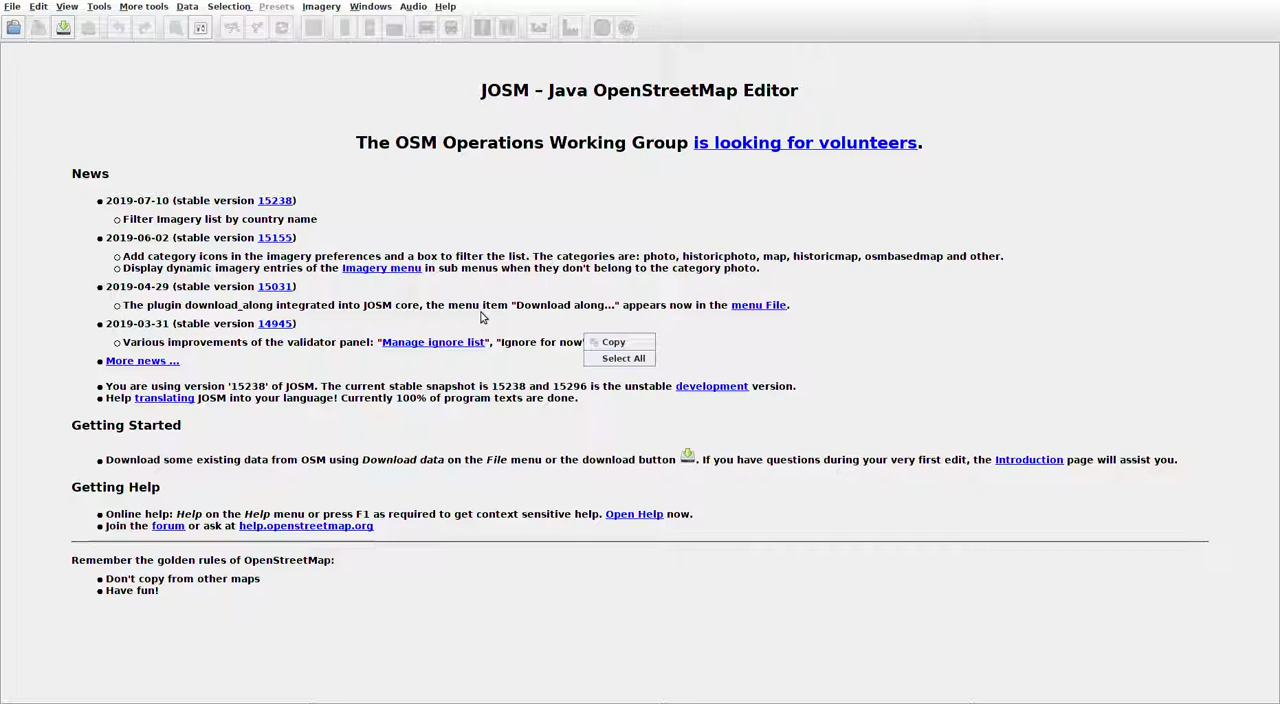 File Edit View Tools More tools Data Selection Presets Imagery Windows Audio Help
JOSM – Java OpenStreetMap Editor
The OSM Operations Working Group is looking for volunteers.
News
2019-07-10 (stable version 15238)
Filter Imagery list by country name
2019-06-02 (stable version 15155)
Add category icons in the imagery preferences and a box to filter the list. The categories are: photo, historicphoto, map, historicmap, osmbasedmap and other.
Display dynamic imagery entries of the Imagery menu in sub menus when they don't belong to the category photo.
2019-04-29 (stable version 15031)
The plugin download_along integrated into JOSM core, the menu item "Download along..." appears now in the menu File.
2019-03-31 (stable version 14945)
Various improvements of the validator panel: "Manage ignore list", "Ignore for now"
Copy
Select All
More news ...
You are using version '15238' of JOSM. The current stable snapshot is 15238 and 15296 is the unstable development version.
Help translating JOSM into your language! Currently 100% of program texts are done.
Getting Started
Download some existing data from OSM using Download data on the File menu or the download button . If you have questions during your very first edit, the Introduction page will assist you.
Getting Help
Online help: Help on the Help menu or press F1 as required to get context sensitive help. Open Help now.
Join the forum or ask at help.openstreetmap.org
Remember the golden rules of OpenStreetMap:
Don't copy from other maps
Have fun!